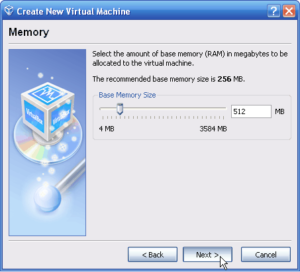 Create New Virtual Machine
Memory
Select the amount of base memory (RAM) in megabytes to be
allocated to the virtual machine.
The recommended base memory size is 256 MB.
Base Memory Size
512 MB
4 MB 3584 MB
< Back Next > Cancel